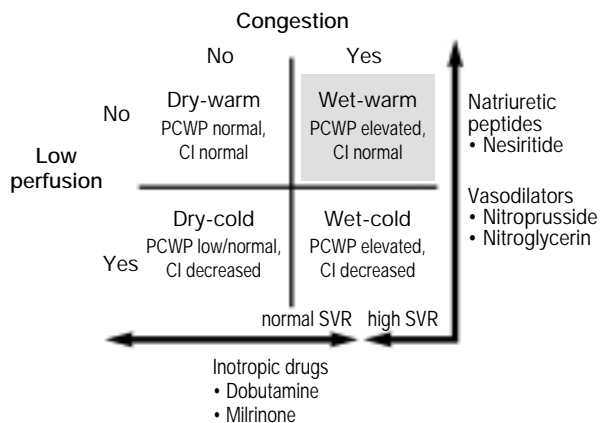 Congestion
No
Yes
No
Dry-warm
PCWP normal,
CI normal
Wet-warm
PCWP elevated,
CI normal
Low
perfusion
Yes
Dry-cold
PCWP low/normal,
CI decreased
Wet-cold
PCWP elevated,
CI decreased
Natriuretic
peptides
• Nesiritide
Vasodilators
• Nitroprusside
• Nitroglycerin
normal SVR
high SVR
Inotropic drugs
• Dobutamine
• Milrinone